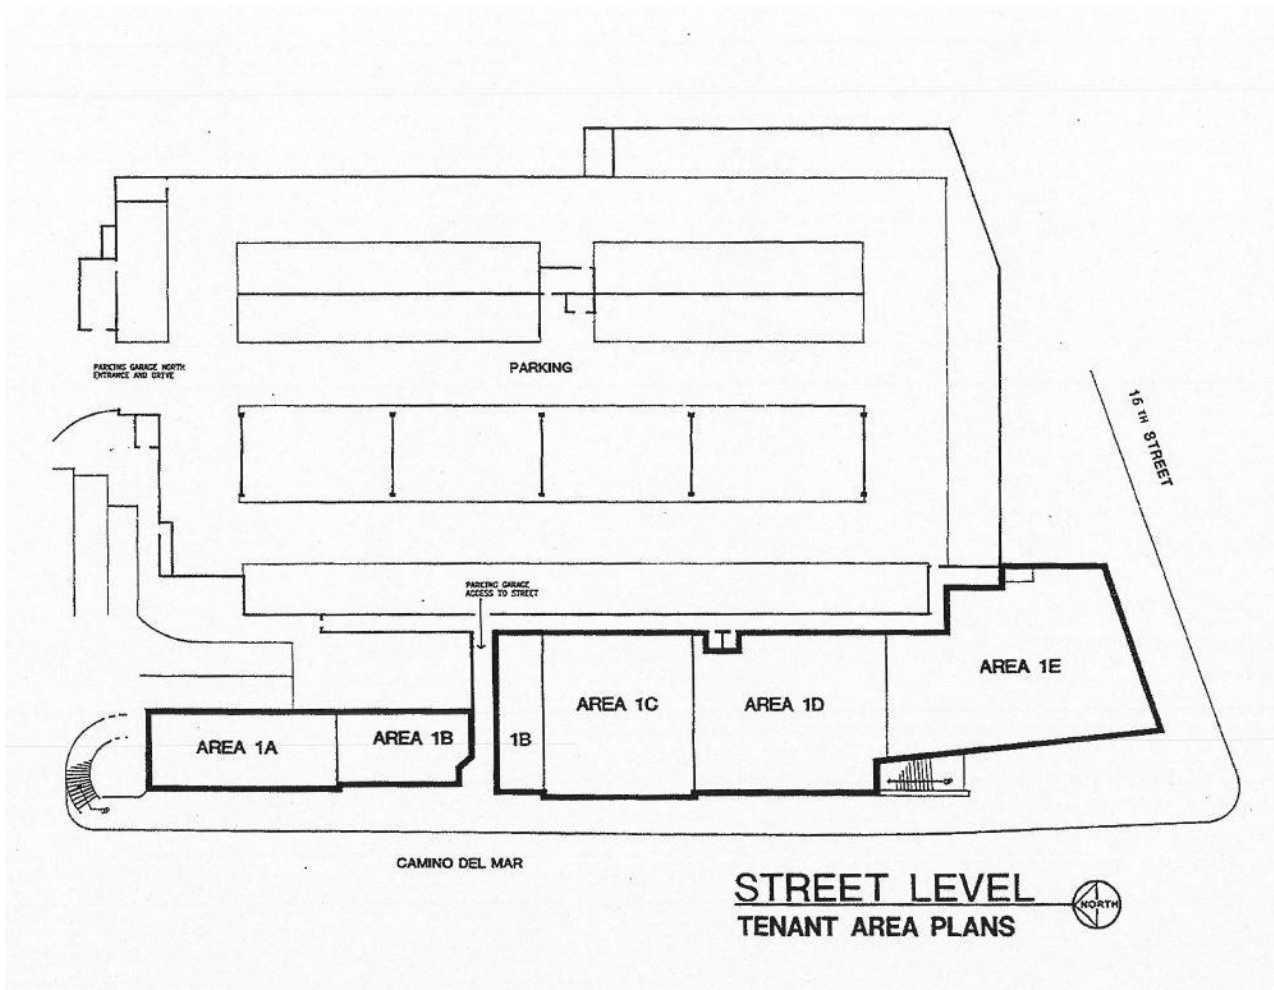 PARKING GARAGE NORTH
ENTRANCE AND DRIVE
PARKING
15 TH STREET
PARKING GARAGE
ACCESS TO STREET
AREA 1E
AREA 1C
AREA 1D
AREA 1A
AREA 1B
1B
UP
UP
CAMINO DEL MAR
STREET LEVEL
NORTH
TENANT AREA PLANS